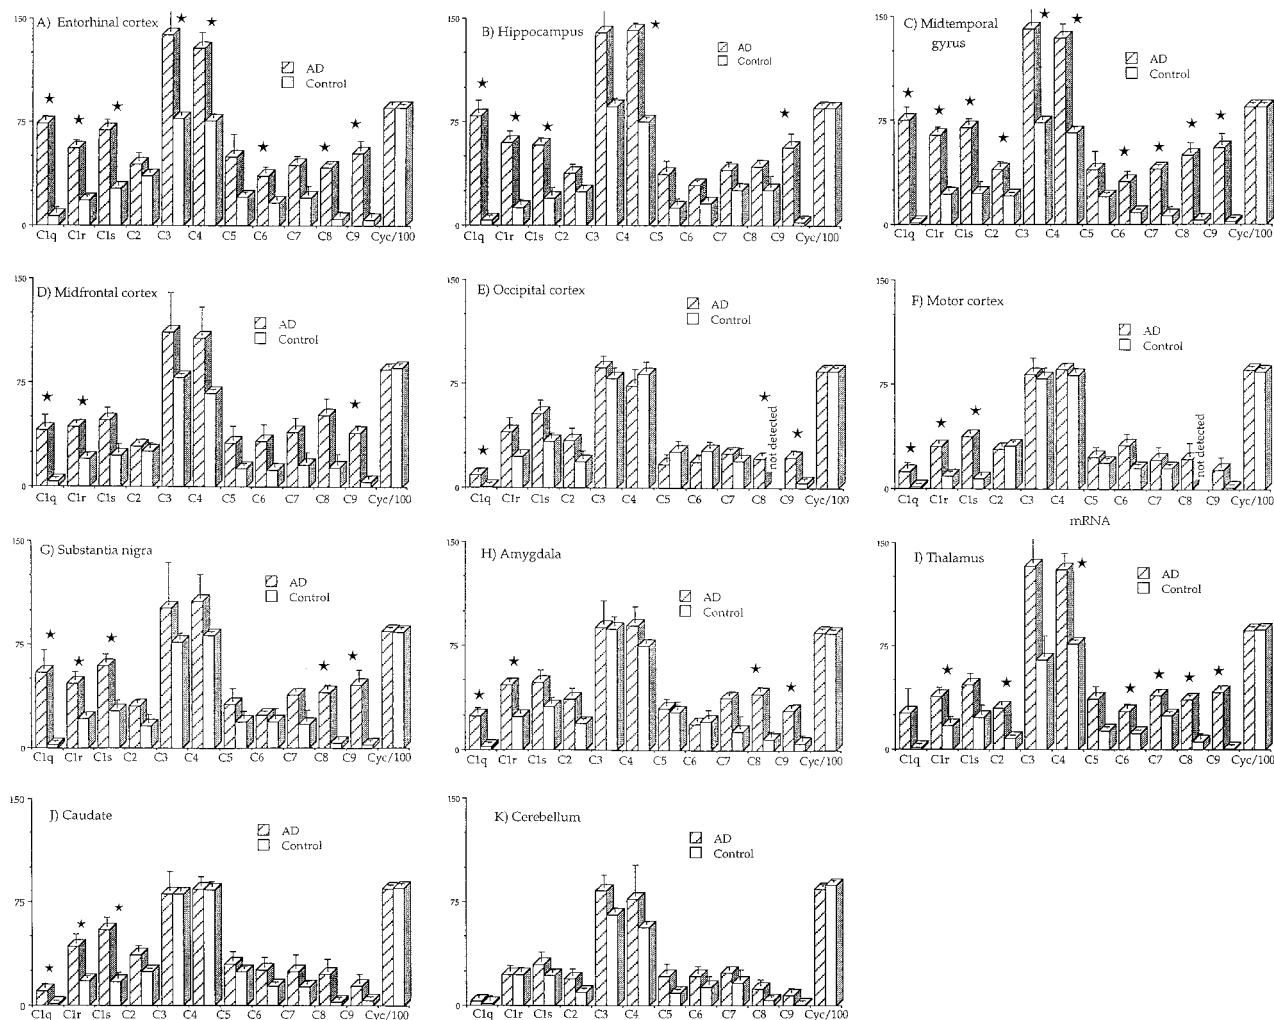 150
75
0
A) Entorhinal cortex
AD
Control
C1q C1r C1s C2 C3 C4 C5 C6 C7 C8 C9 Cyc/100
150
75
0
B) Hippocampus
AD
Control
C1q C1r C1s C2 C3 C4 C5 C6 C7 C8 C9 Cyc/100
150
75
0
C) Midtemporal
gyrus
AD
Control
C1q C1r C1s C2 C3 C4 C5 C6 C7 C8 C9 Cyc/100
150
75
0
D) Midfrontal cortex
AD
Control
C1q C1r C1s C2 C3 C4 C5 C6 C7 C8 C9 Cyc/100
150
75
0
E) Occipital cortex
AD
Control
not detected
C1q C1r C1s C2 C3 C4 C5 C6 C7 C8 C9 Cyc/100
150
75
0
F) Motor cortex
AD
Control
not detected
C1q C1r C1s C2 C3 C4 C5 C6 C7 C8 C9 Cyc/100
mRNA
150
75
0
G) Substantia nigra
AD
Control
C1q C1r C1s C2 C3 C4 C5 C6 C7 C8 C9 Cyc/100
150
75
0
H) Amygdala
AD
Control
C1q C1r C1s C2 C3 C4 C5 C6 C7 C8 C9 Cyc/100
150
75
0
I) Thalamus
AD
Control
C1q C1r C1s C2 C3 C4 C5 C6 C7 C8 C9 Cyc/100
150
75
0
J) Caudate
AD
Control
C1q C1r C1s C2 C3 C4 C5 C6 C7 C8 C9 Cyc/100
150
75
0
K) Cerebellum
AD
Control
C1q C1r C1s C2 C3 C4 C5 C6 C7 C8 C9 Cyc/100